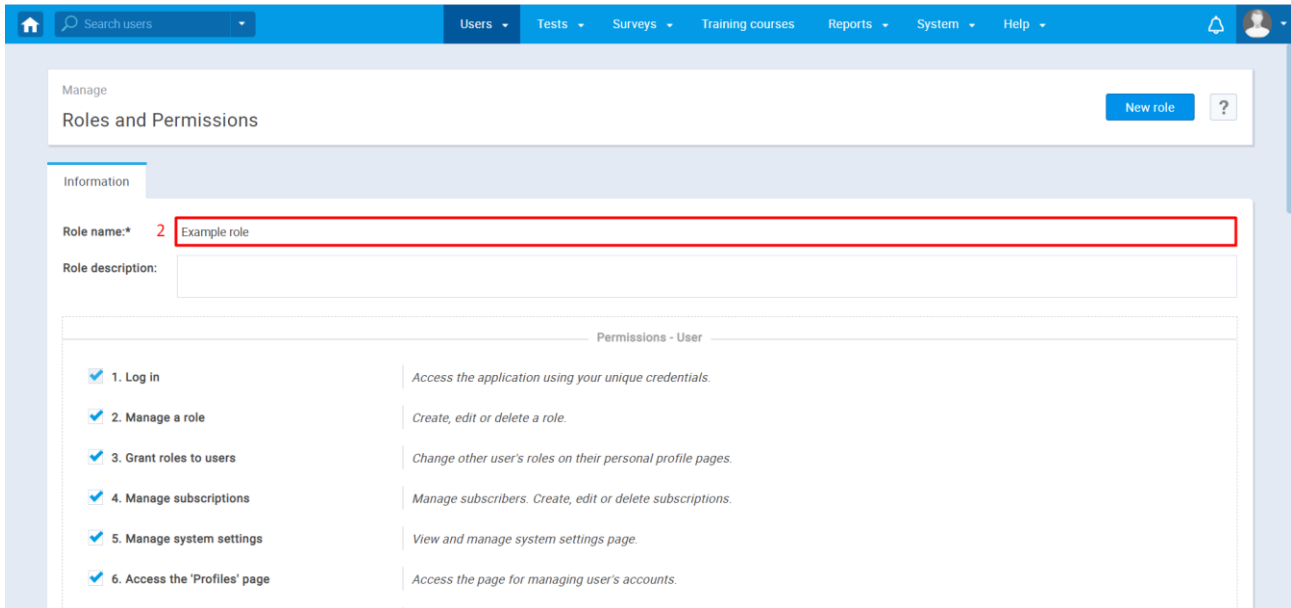 Search users
Users Tests Surveys Training courses Reports System Help
Manage
Roles and Permissions
New role ?
Information
Role name:* 2 Example role
Role description:
Permissions - User
1. Log in Access the application using your unique credentials.
2. Manage a role Create, edit or delete a role.
3. Grant roles to users Change other user's roles on their personal profile pages.
4. Manage subscriptions Manage subscribers. Create, edit or delete subscriptions.
5. Manage system settings View and manage system settings page.
6. Access the 'Profiles' page Access the page for managing user's accounts.